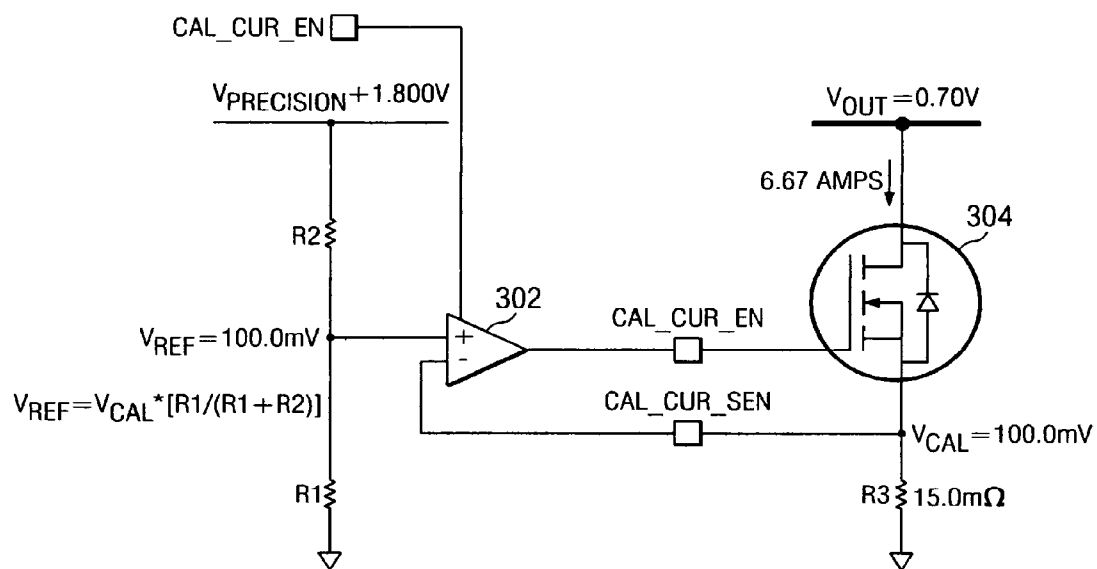 CAL_CUR_EN
VPRECISION+1.800V
VOUT=0.70V
6.67 AMPS
304
R2
302
CAL_CUR_EN
VREF=100.0mV
VREF=VCAL*[R1/(R1+R2)]
+
-
CAL_CUR_SEN
VCAL=100.0mV
R1
R3
15.0mΩ